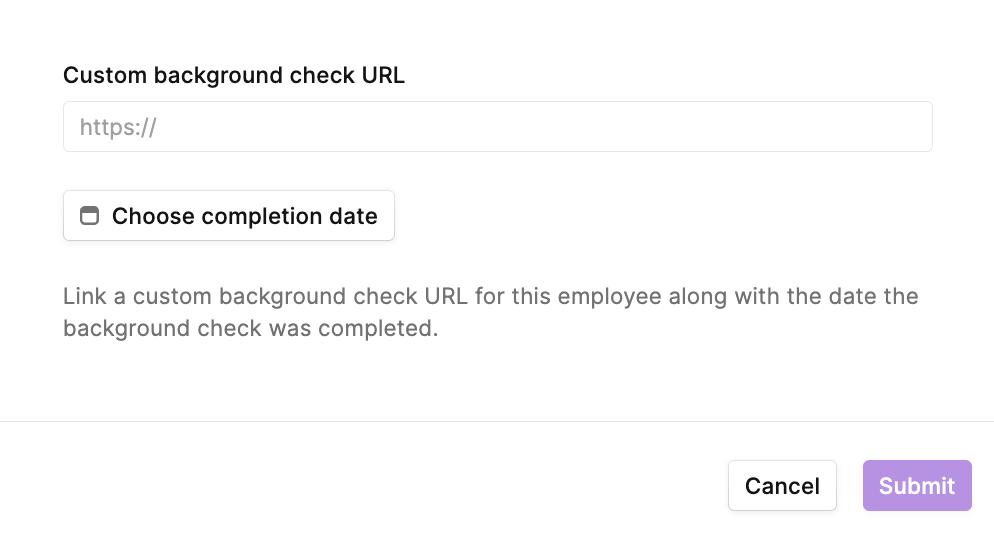 Custom background check URL
https://
Choose completion date
Link a custom background check URL for this employee along with the date the
background check was completed.
Cancel
Submit